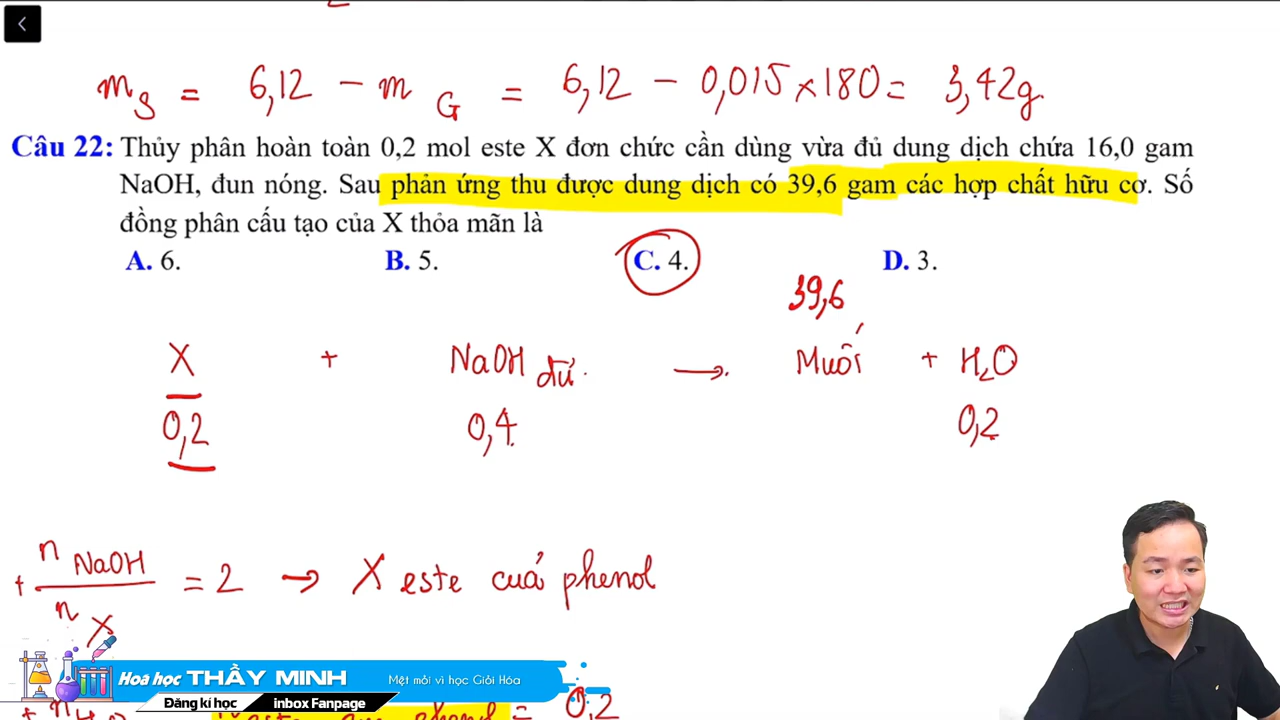 m_S = 6,12 - m_G = 6,12 - 0,015×180 = 3,42g
Câu 22: Thủy phân hoàn toàn 0,2 mol este X đơn chức cần dùng vừa đủ dung dịch chứa 16,0 gam
NaOH, đun nóng. Sau phản ứng thu được dung dịch có 39,6 gam các hợp chất hữu cơ. Số
đồng phân cấu tạo của X thỏa mãn là
A. 6. B. 5. C. 4. D. 3.
39,6
X + NaOH đủ. → Muối + H₂O
0,2 0,4 0,2
+ n NaOH / n X = 2 → X este của phenol
Hoá học THẦY MINH Mệt mỏi vì học Giỏi Hóa
Đăng kí học inbox Fanpage
= 0,2